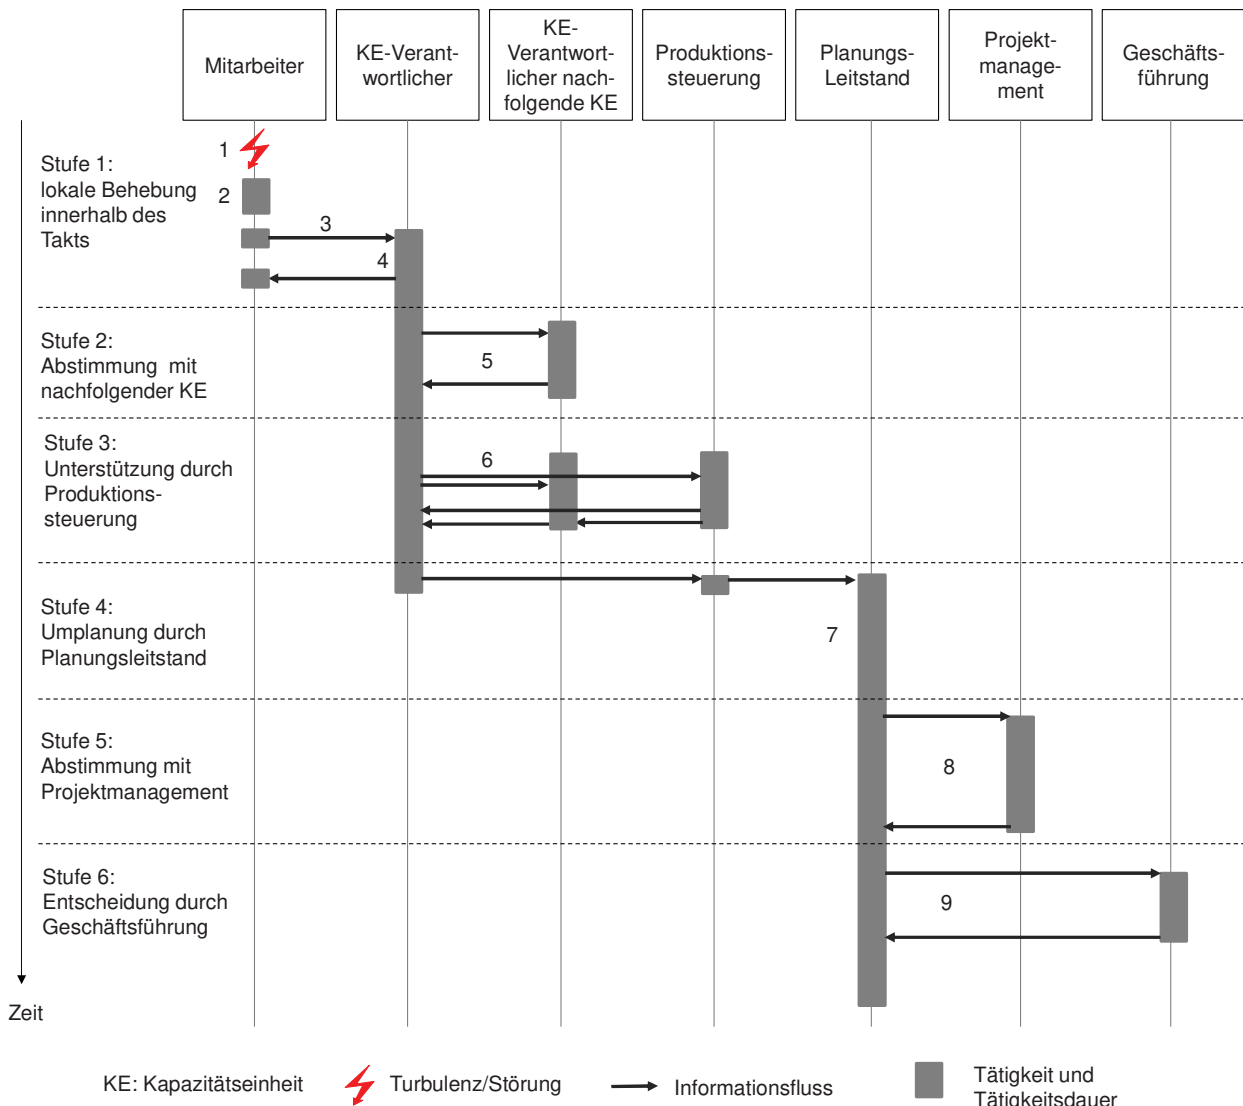 Mitarbeiter
KE-Verant-
wortlicher
KE-
Verantwort-
licher nach-
folgende KE
Produktions-
steuerung
Planungs-
Leitstand
Projekt-
manage-
ment
Geschäfts-
führung
Stufe 1:
lokale Behebung
innerhalb des
Takts
1
2
3
4
Stufe 2:
Abstimmung mit
nachfolgender KE
5
Stufe 3:
Unterstützung durch
Produktions-
steuerung
6
Stufe 4:
Umplanung durch
Planungsleitstand
7
Stufe 5:
Abstimmung mit
Projektmanagement
8
Stufe 6:
Entscheidung durch
Geschäftsführung
9
Zeit
KE: Kapazitätseinheit
Turbulenz/Störung
Informationsfluss
Tätigkeit und
Tätigkeitsdauer